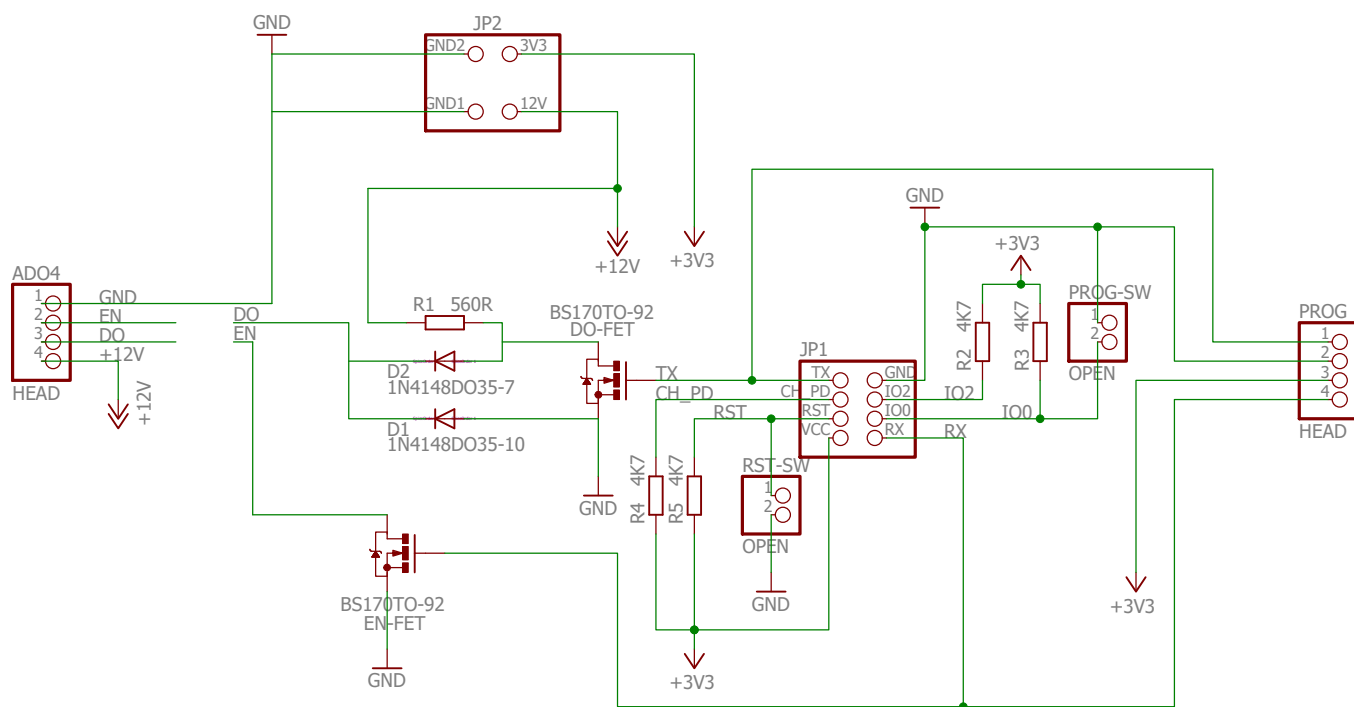 GND
JP2
GND2
3V3
GND1
12V
+12V
+3V3
ADO4
1
2
3
4
GND
EN
DO
+12V
HEAD
+12V
DO
EN
R1 560R
D2
1N4148DO35-7
D1
1N4148DO35-10
BS170TO-92
DO-FET
GND
TX
CH_PD
RST
JP1
TX
CH_PD
RST
VCC
GND
IO2
IO0
RX
IO2
IO0
RX
GND
+3V3
R2 4K7
R3 4K7
PROG-SW
1
2
OPEN
PROG
1
2
3
4
HEAD
+3V3
R4 4K7
R5 4K7
RST-SW
1
2
OPEN
GND
+3V3
BS170TO-92
EN-FET
GND